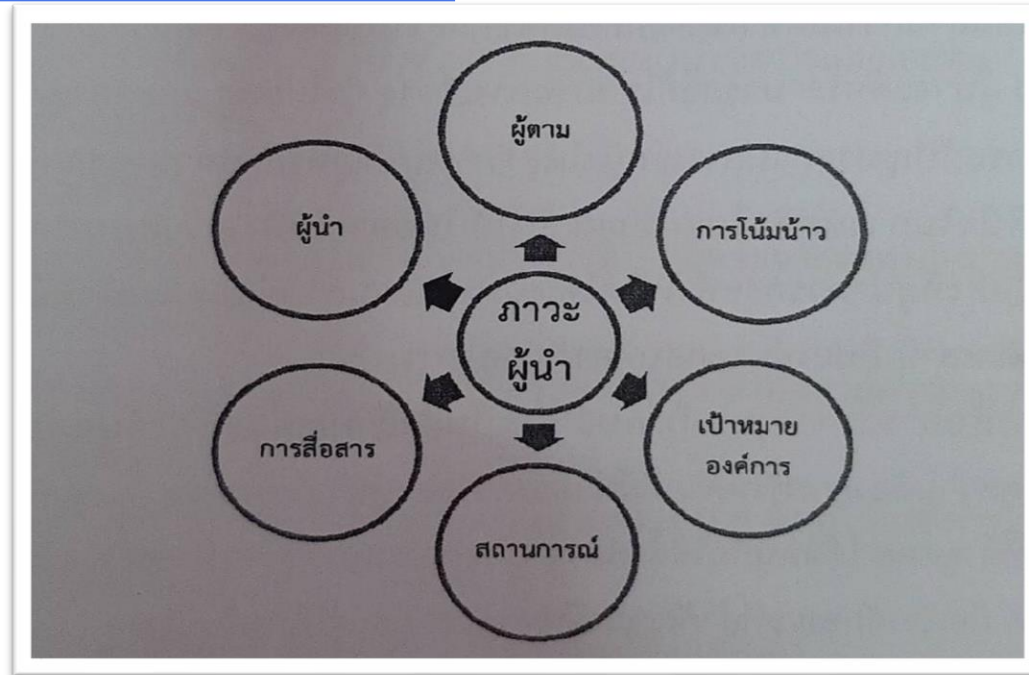 ผู้ตาม
ผู้นำ
การโน้มน้าว
ภาวะ
ผู้นำ
การสื่อสาร
เป้าหมาย
องค์การ
สถานการณ์